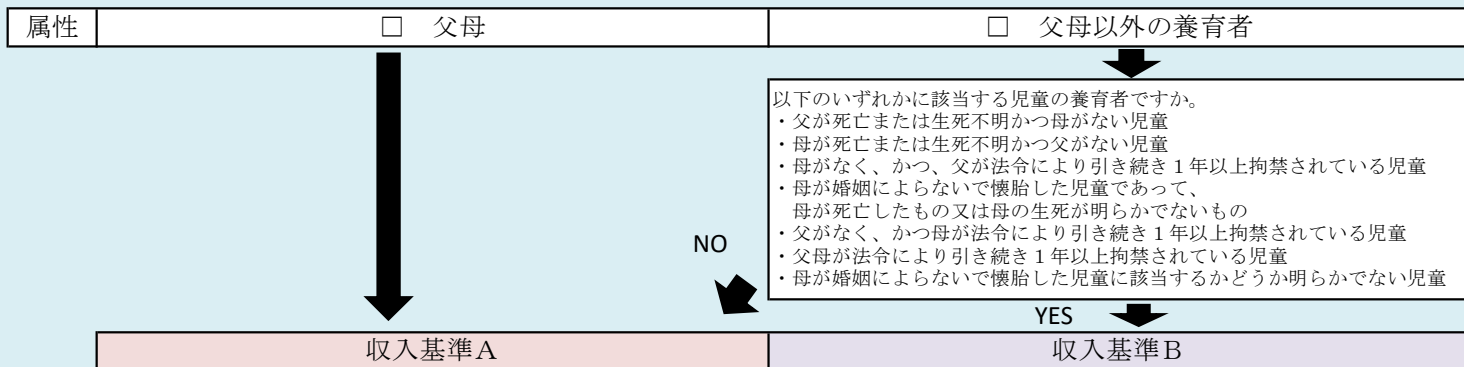 属性
□ 父母
□ 父母以外の養育者
以下のいずれかに該当する児童の養育者ですか。
・父が死亡または生死不明かつ母がない児童
・母が死亡または生死不明かつ父がない児童
・母がなく、かつ、父が法令により引き続き１年以上拘禁されている児童
・母が婚姻によらないで懐胎した児童であって、
母が死亡したもの又は母の生死が明らかでないもの
・父がなく、かつ母が法令により引き続き１年以上拘禁されている児童
・父母が法令により引き続き１年以上拘禁されている児童
・母が婚姻によらないで懐胎した児童に該当するかどうか明らかでない児童
NO
YES
収入基準Ａ
収入基準Ｂ